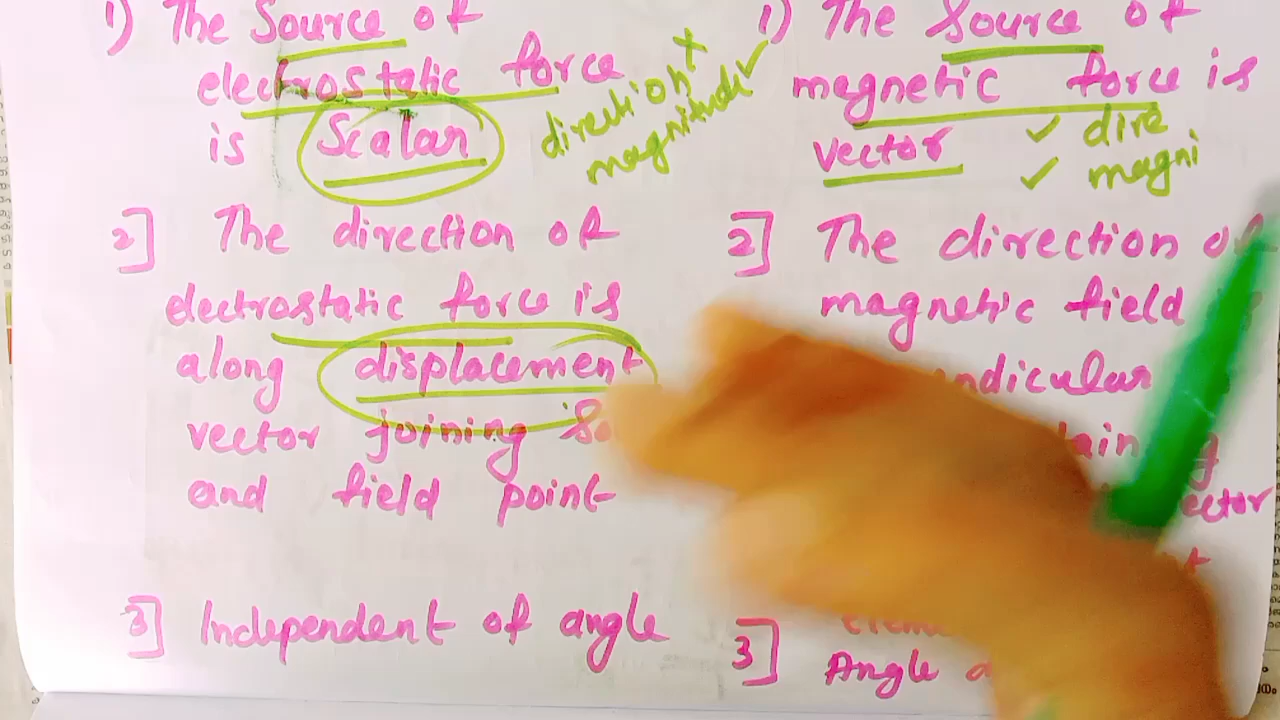 1) The Source of
electrostatic force
is Scalar
direction x
magnitude ✓
2] The direction of
electrostatic force is
along displacement
vector joining
and field point
3] Independent of angle
1) The Source of
magnetic force is
vector ✓ dire
✓ magni
2] The direction of
magnetic field
3] Angle